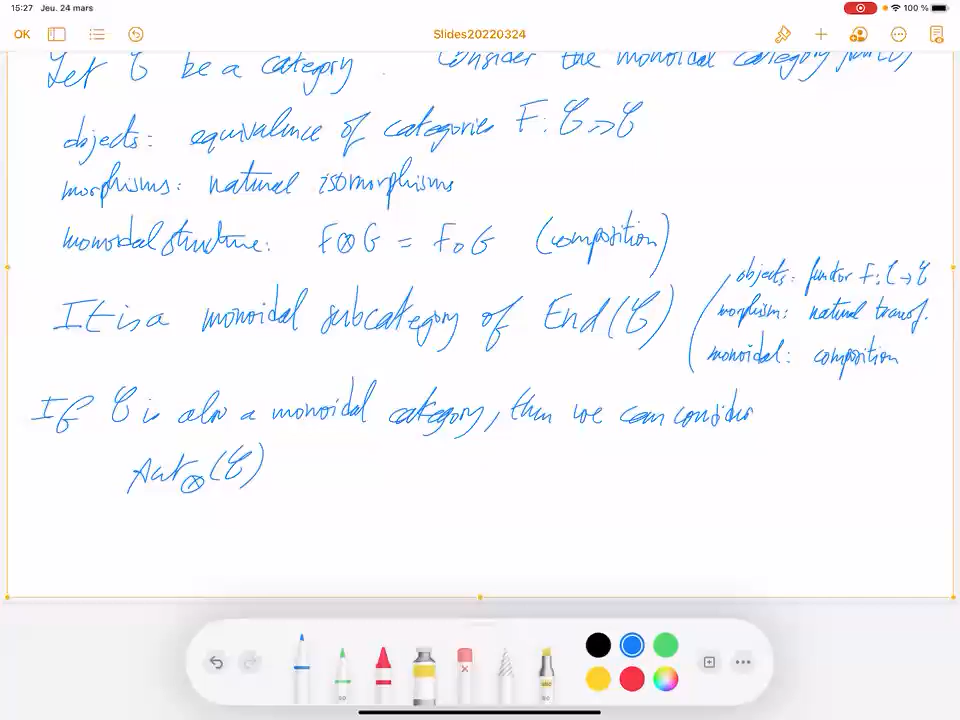 15:27 Jeu. 24 mars
100 %
OK
Slides20220324
Let 𝒞 be a category. Consider the monoidal category
objects: equivalence of categories F: 𝒞 → 𝒞
morphisms: natural isomorphisms
monoidal structure: F⊗G = F∘G (composition)
It is a monoidal subcategory of End(𝒞)
objects: functor F: 𝒞 → 𝒞
morphism: natural transf.
monoidal: composition
If 𝒞 is also a monoidal category, then we can consider
Aut⊗(𝒞)